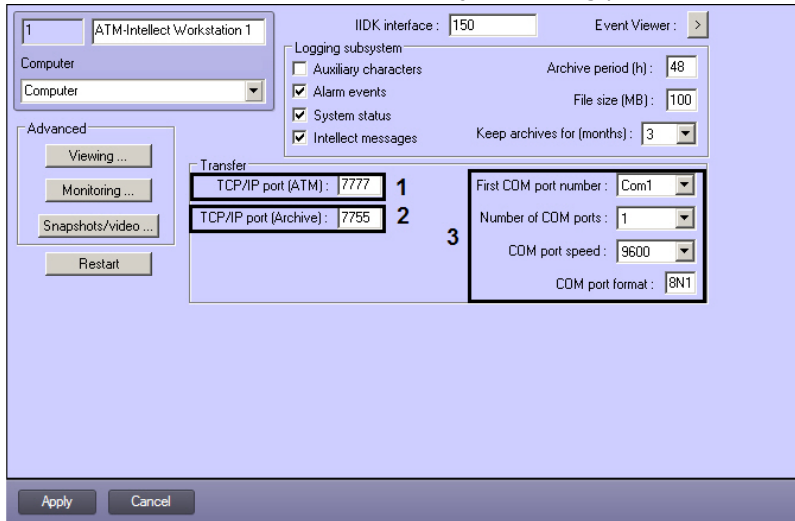 1 ATM-Intellect Workstation 1
IIDK interface : 150
Event Viewer : >
Computer
Computer
Logging subsystem
Auxiliary characters
Alarm events
System status
Intellect messages
Archive period (h) : 48
File size (MB) : 100
Keep archives for (months) : 3
Advanced
Viewing ...
Monitoring ...
Snapshots/video ...
Restart
Transfer
TCP/IP port (ATM) : 7777 1
TCP/IP port (Archive) : 7755 2
3
First COM port number : Com1
Number of COM ports : 1
COM port speed : 9600
COM port format : 8N1
Apply Cancel